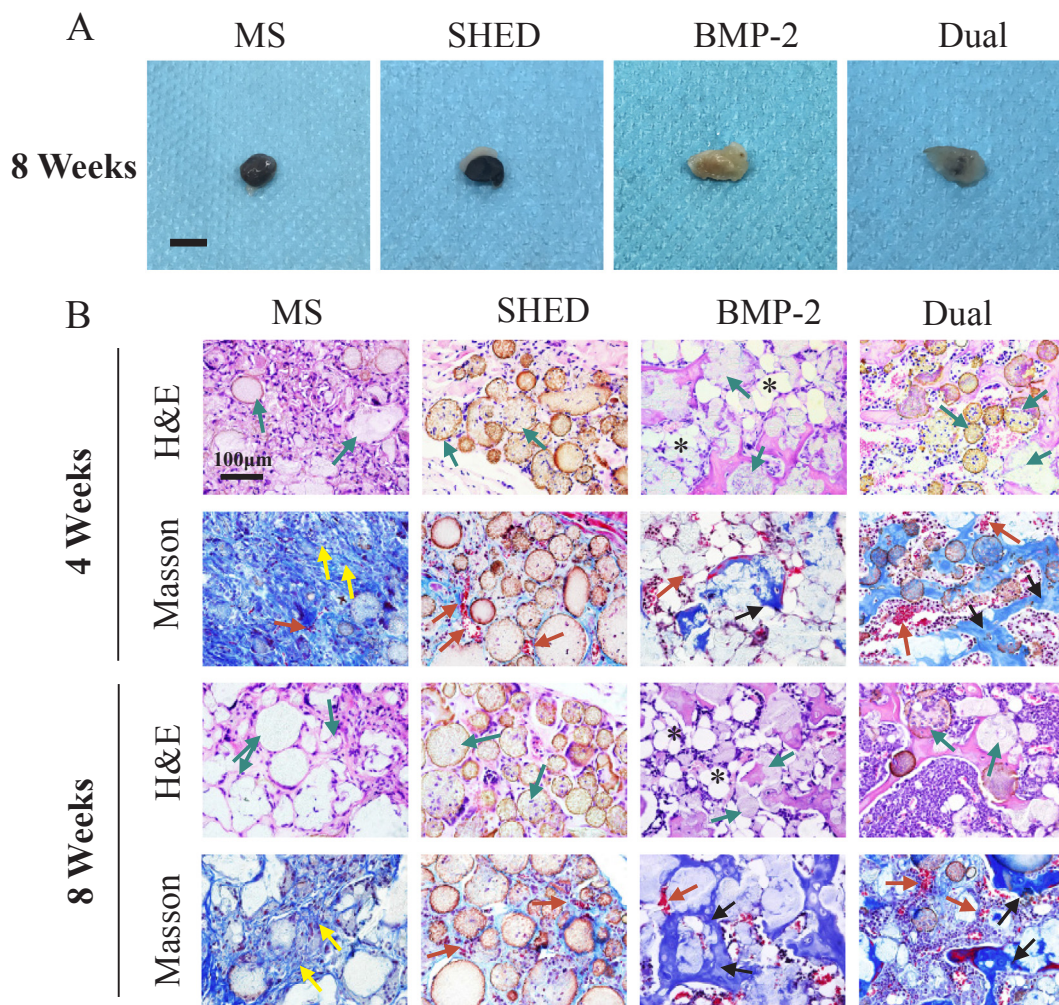 A
MS SHED BMP-2 Dual
8 Weeks
B
MS SHED BMP-2 Dual
4 Weeks
H&E
100μm
* *
Masson
8 Weeks
H&E
* *
Masson